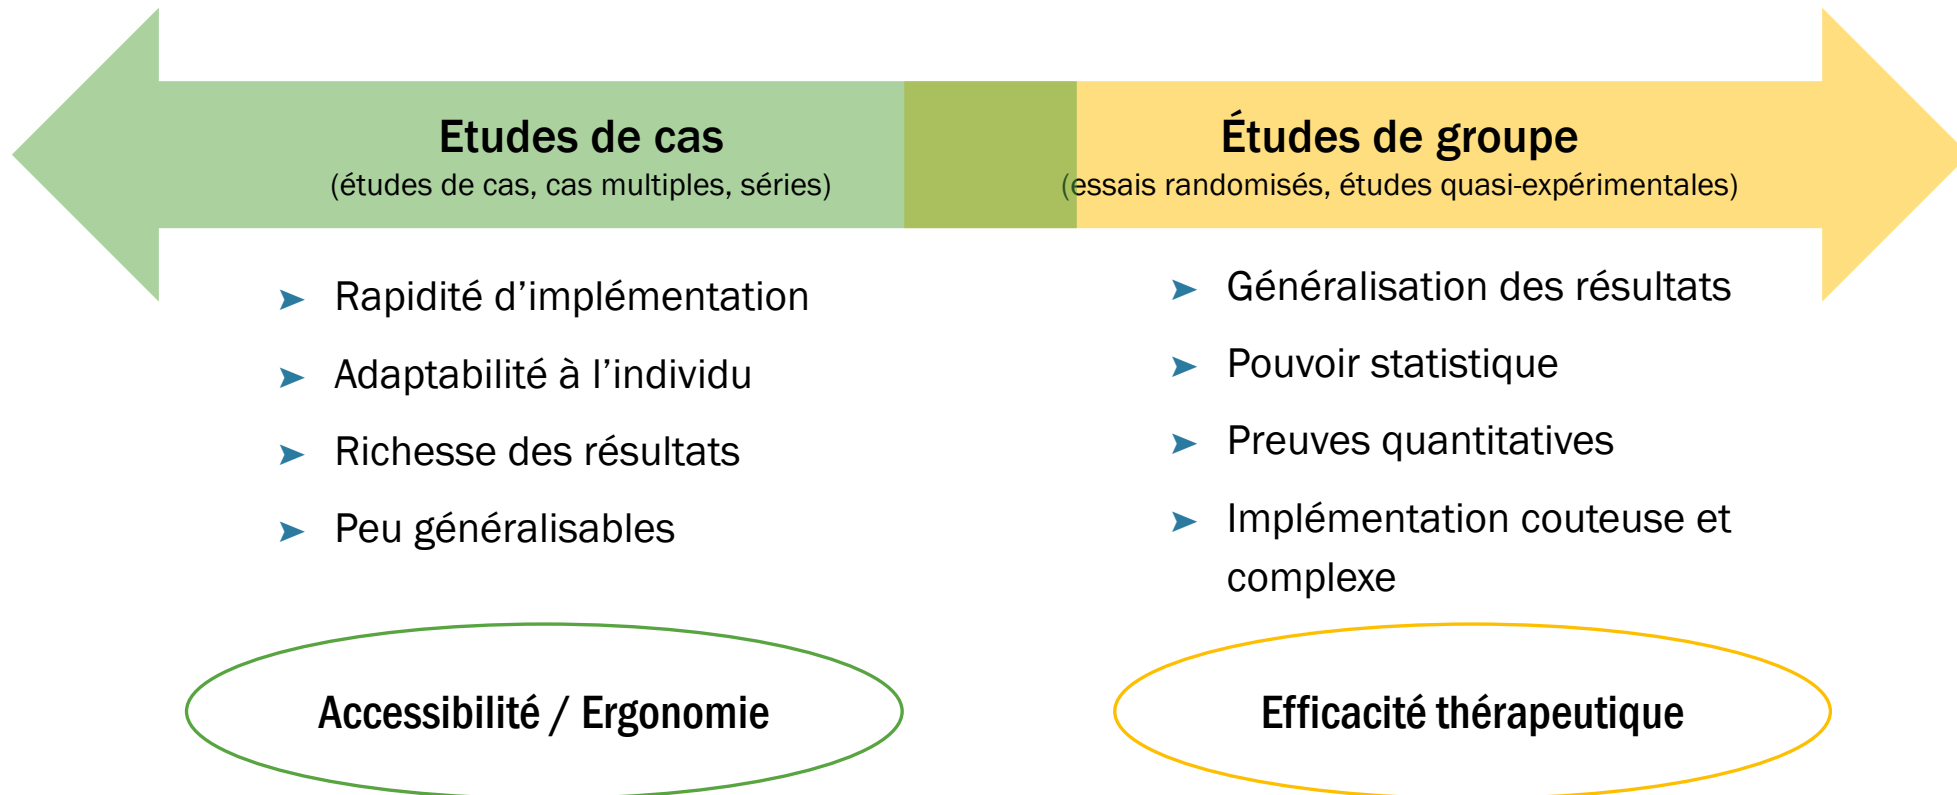 Etudes de cas
(études de cas, cas multiples, séries)
Rapidité d’implémentation
Adaptabilité à l’individu
Richesse des résultats
Peu généralisables
Accessibilité / Ergonomie
Études de groupe
(essais randomisés, études quasi-expérimentales)
Généralisation des résultats
Pouvoir statistique
Preuves quantitatives
Implémentation couteuse et
complexe
Efficacité thérapeutique